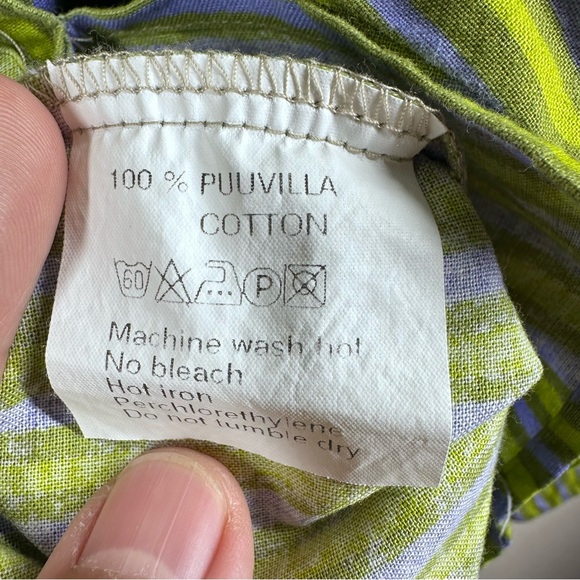 100 % PUUVILLA
COTTON
60 P
Machine wash hot
No bleach
Hot iron
Perchlorethylene
Do not tumble dry